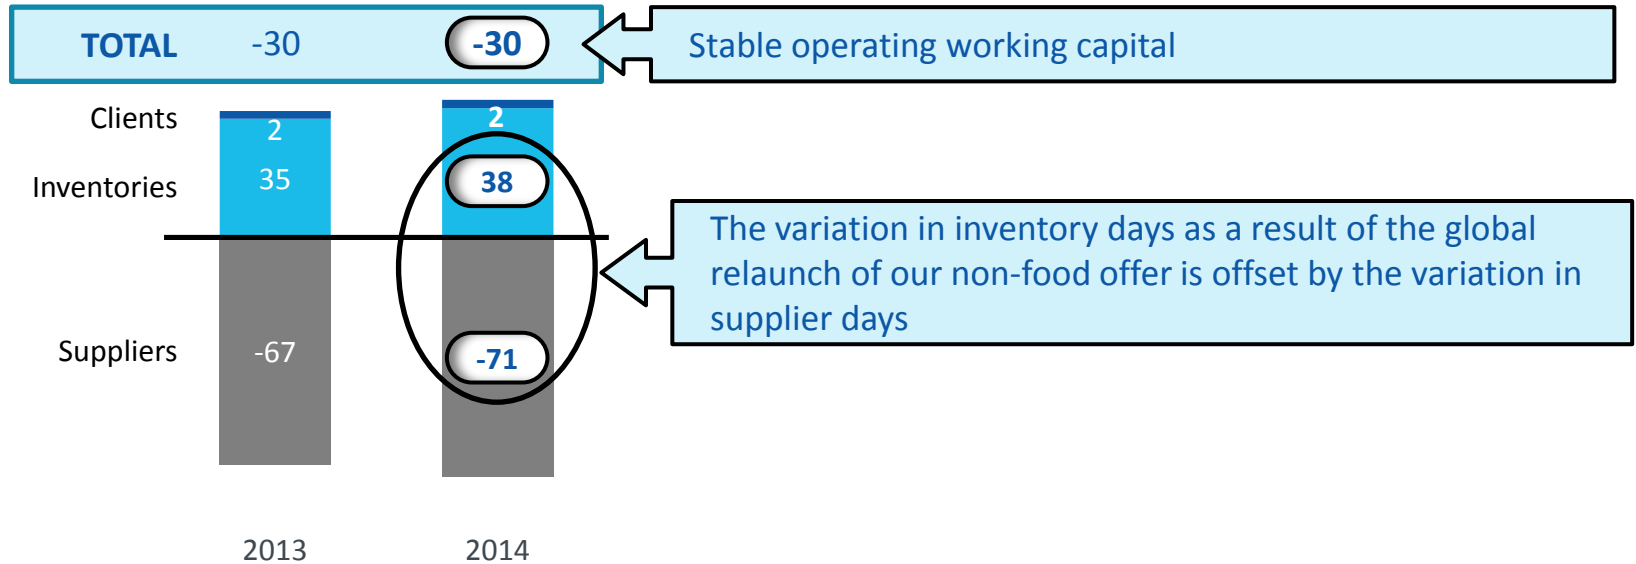 TOTAL -30 -30 Stable operating working capital
Clients 2 2
Inventories 35 38
The variation in inventory days as a result of the global
relaunch of our non-food offer is offset by the variation in
supplier days
Suppliers -67 -71
2013 2014